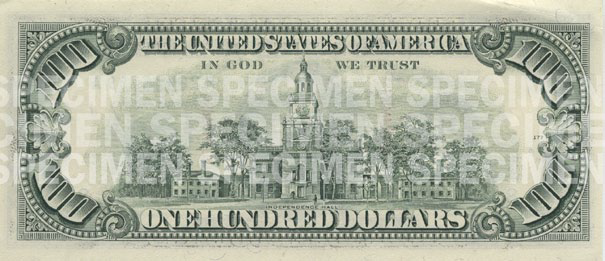 100 THE UNITED STATES OF AMERICA 100
IN GOD WE TRUST
SPECIMEN SPECIMEN SPECIMEN
SPECIMEN SPECIMEN SPECIMEN
SPECIMEN SPECIMEN SPECIMEN
INDEPENDENCE HALL
100 ONE HUNDRED DOLLARS 100